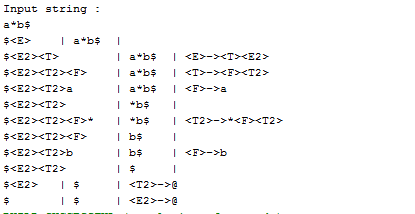 Input string :
a*b$
$<E> | a*b$ |
$<E2><T> | a*b$ | <E>-><T><E2>
$<E2><T2><F> | a*b$ | <T>-><F><T2>
$<E2><T2>a | a*b$ | <F>->a
$<E2><T2> | *b$ |
$<E2><T2><F>* | *b$ | <T2>->*<F><T2>
$<E2><T2><F> | b$ |
$<E2><T2>b | b$ | <F>->b
$<E2><T2> | $ |
$<E2> | $ | <T2>->@
$ | $ | <E2>->@